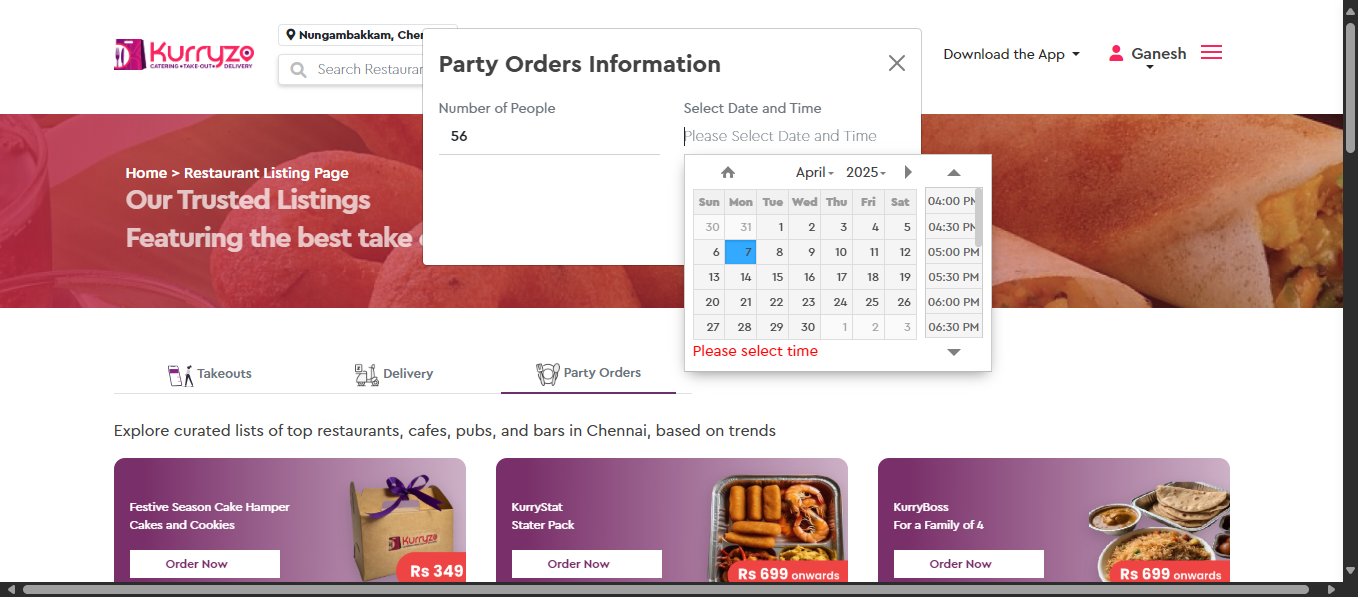 Kurryzo
CATERING • TAKE-OUT • DELIVERY
Nungambakkam, Cher
Search Restaurar
Party Orders Information
Number of People
56
Select Date and Time
Please Select Date and Time
Download the App
Ganesh
April 2025
Sun Mon Tue Wed Thu Fri Sat
30 31 1 2 3 4 5
6 7 8 9 10 11 12
13 14 15 16 17 18 19
20 21 22 23 24 25 26
27 28 29 30 1 2 3
04:00 PM
04:30 PM
05:00 PM
05:30 PM
06:00 PM
06:30 PM
Please select time
Home > Restaurant Listing Page
Our Trusted Listings
Featuring the best take
Takeouts
Delivery
Party Orders
Explore curated lists of top restaurants, cafes, pubs, and bars in Chennai, based on trends
Festive Season Cake Hamper
Cakes and Cookies
Order Now
Kurryzo
Rs 349
KurryStat
Stater Pack
Order Now
Rs 699 onwards
KurryBoss
For a Family of 4
Order Now
Rs 699 onwards